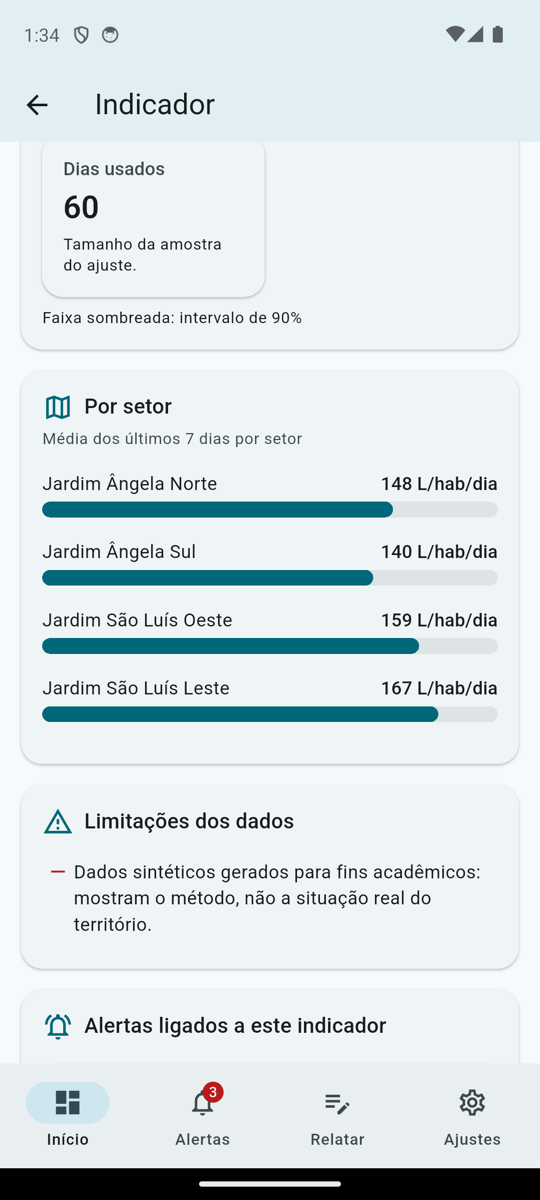 1:34
Indicador
Dias usados
60
Tamanho da amostra
do ajuste.
Faixa sombreada: intervalo de 90%
Por setor
Média dos últimos 7 dias por setor
Jardim Ângela Norte 148 L/hab/dia
Jardim Ângela Sul 140 L/hab/dia
Jardim São Luís Oeste 159 L/hab/dia
Jardim São Luís Leste 167 L/hab/dia
Limitações dos dados
Dados sintéticos gerados para fins acadêmicos:
mostram o método, não a situação real do
território.
Alertas ligados a este indicador
3
Início Alertas Relatar Ajustes